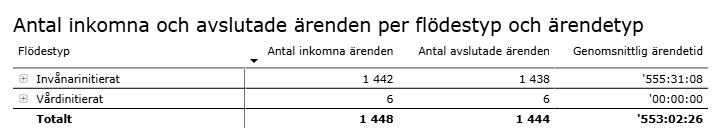 Antal inkomna och avslutade ärenden per flödestyp och ärendetyp
Flödestyp Antal inkomna ärenden Antal avslutade ärenden Genomsnittlig ärendetid
Invånarinitierat 1 442 1 438 '555:31:08
Vårdinitierat 6 6 '00:00:00
Totalt 1 448 1 444 '553:02:26